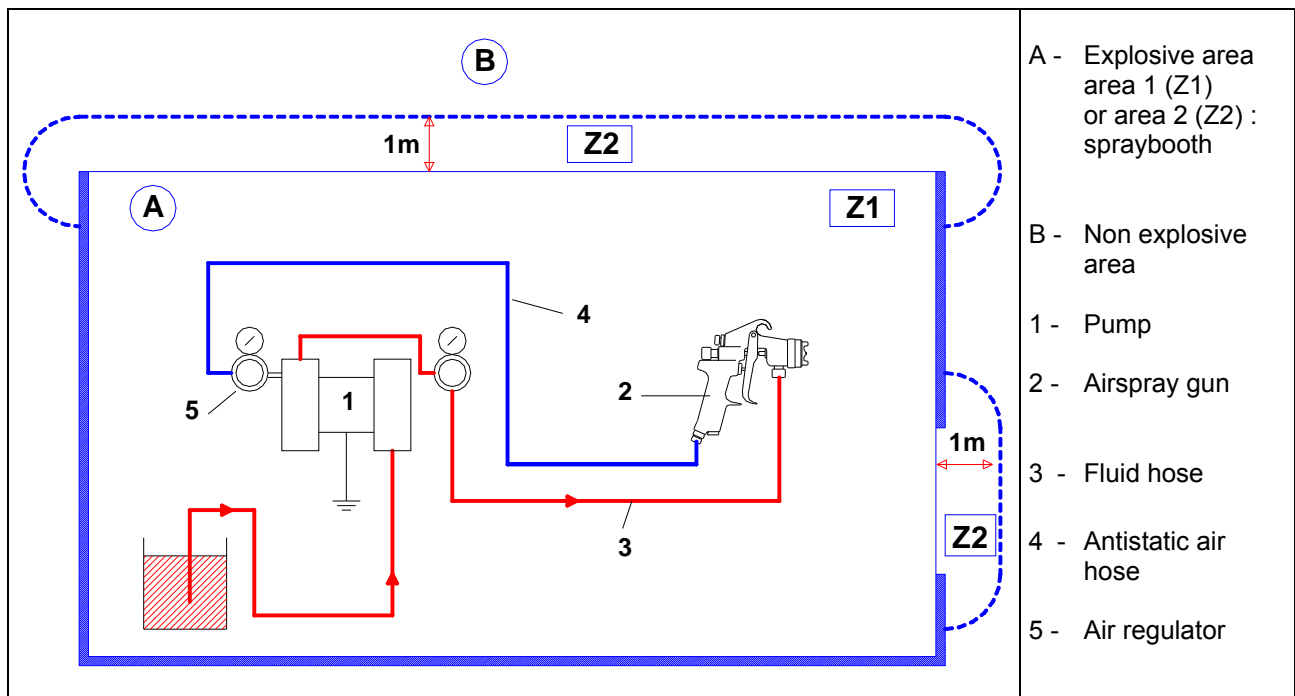 B
1m
Z2
A
Z1
4
5
1
2
1m
3
Z2
A - Explosive area
area 1 (Z1)
or area 2 (Z2) :
spraybooth
B - Non explosive
area
1 - Pump
2 - Airspray gun
3 - Fluid hose
4 - Antistatic air
hose
5 - Air regulator